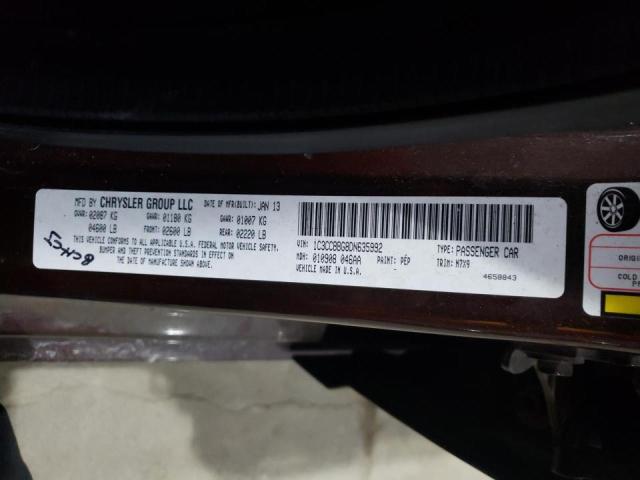 MFD BY CHRYSLER GROUP LLC DATE OF MFR(BUILT): JAN 13
GVWR: 02087 KG GAWR: 01180 KG GAWR: 01007 KG
04600 LB FRONT: 02600 LB REAR: 02220 LB
THIS VEHICLE CONFORMS TO ALL APPLICABLE U.S.A. FEDERAL MOTOR VEHICLE SAFETY,
BUMPER AND THEFT PREVENTION STANDARDS IN EFFECT ON
THE DATE OF MANUFACTURE SHOWN ABOVE.
VIN: 1C3CCBBG8DN635992 TYPE: PASSENGER CAR
MDH: 010908 046AA PAINT: PEP TRIM: M7X9
VEHICLE MADE IN U.S.A. 4658843
ORIGI
COLD